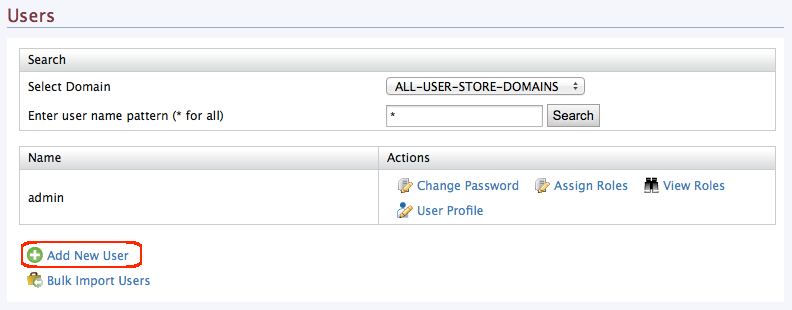 Users
Search
Select Domain ALL-USER-STORE-DOMAINS
Enter user name pattern (* for all) * Search
Name Actions
admin Change Password Assign Roles View Roles
User Profile
Add New User
Bulk Import Users